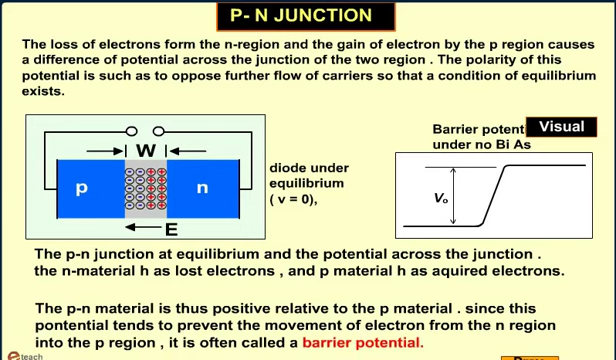 P- N JUNCTION
The loss of electrons form the n-region and the gain of electron by the p region causes
a difference of potential across the junction of the two region . The polarity of this
potential is such as to oppose further flow of carriers so that a condition of equilibrium
exists.
W
p
n
E
diode under
equilibrium
( v = 0),
Barrier potenti
Visual
under no Bi As
Vo
The p-n junction at equilibrium and the potential across the junction .
the n-material h as lost electrons , and p material h as aquired electrons.
The p-n material is thus positive relative to the p material . since this
pontential tends to prevent the movement of electron from the n region
into the p region , it is often called a barrier potential.
eteach